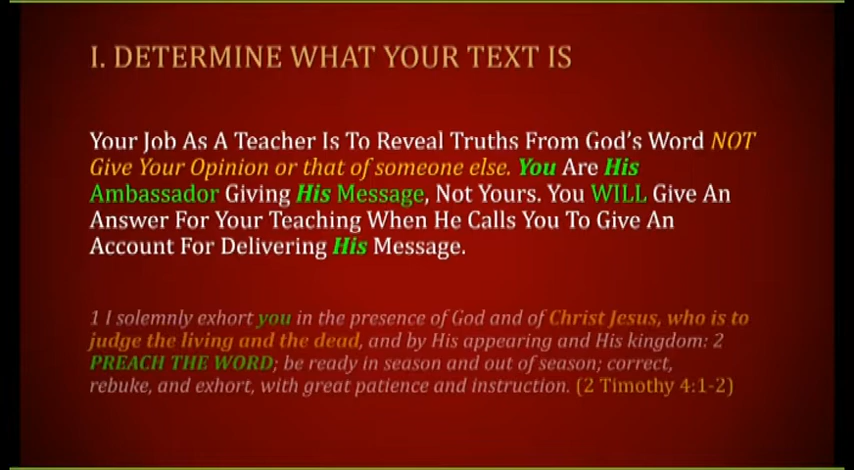 I. DETERMINE WHAT YOUR TEXT IS
Your Job As A Teacher Is To Reveal Truths From God's Word NOT
Give Your Opinion or that of someone else. You Are His
Ambassador Giving His Message, Not Yours. You WILL Give An
Answer For Your Teaching When He Calls You To Give An
Account For Delivering His Message.
1 I solemnly exhort you in the presence of God and of Christ Jesus, who is to
judge the living and the dead, and by His appearing and His kingdom: 2
PREACH THE WORD; be ready in season and out of season; correct,
rebuke, and exhort, with great patience and instruction. (2 Timothy 4:1-2)